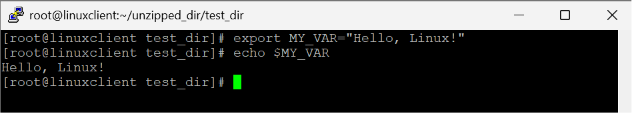 root@linuxclient:~/unzipped_dir/test_dir
[root@linuxclient test_dir]# export MY_VAR="Hello, Linux!"
[root@linuxclient test_dir]# echo $MY_VAR
Hello, Linux!
[root@linuxclient test_dir]#